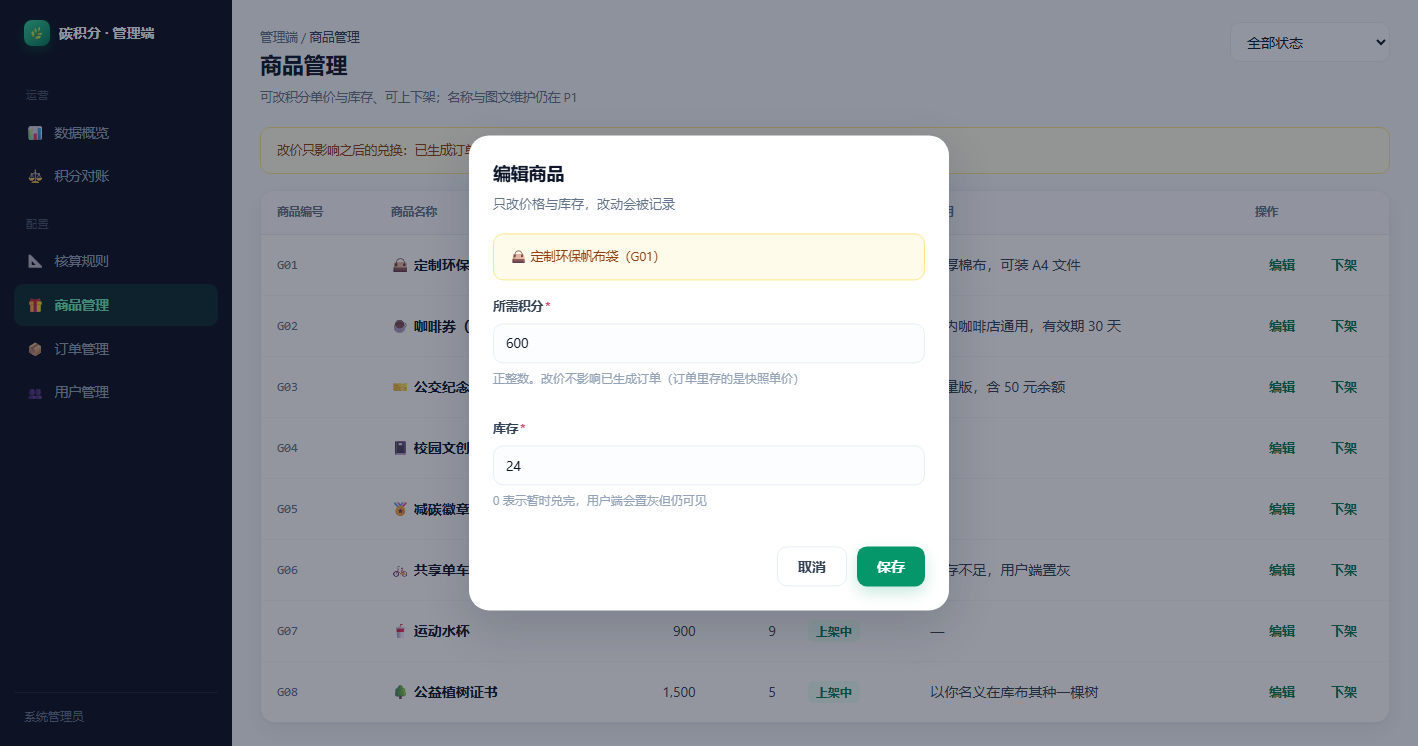 碳积分 · 管理端
运营
数据概览
积分对账
配置
核算规则
商品管理
订单管理
用户管理
系统管理员
管理端 / 商品管理
全部状态
商品管理
可改积分单价与库存、可上下架；名称与图文维护仍在 P1
改价只影响之后的兑换：已生成订单
商品编号 商品名称 操作
G01 定制环保 厚棉布，可装 A4 文件 编辑 下架
G02 咖啡券（ 内咖啡店通用，有效期 30 天 编辑 下架
G03 公交纪念 量版，含 50 元余额 编辑 下架
G04 校园文创 编辑 下架
G05 减碳徽章 编辑 下架
G06 共享单车 存不足，用户端置灰 编辑 下架
G07 运动水杯 900 9 上架中 — 编辑 下架
G08 公益植树证书 1,500 5 上架中 以你名义在库布其种一棵树 编辑 下架
编辑商品
只改价格与库存，改动会被记录
定制环保帆布袋（G01）
所需积分*
600
正整数。改价不影响已生成订单（订单里存的是快照单价）
库存*
24
0 表示暂时兑完，用户端会置灰但仍可见
取消 保存